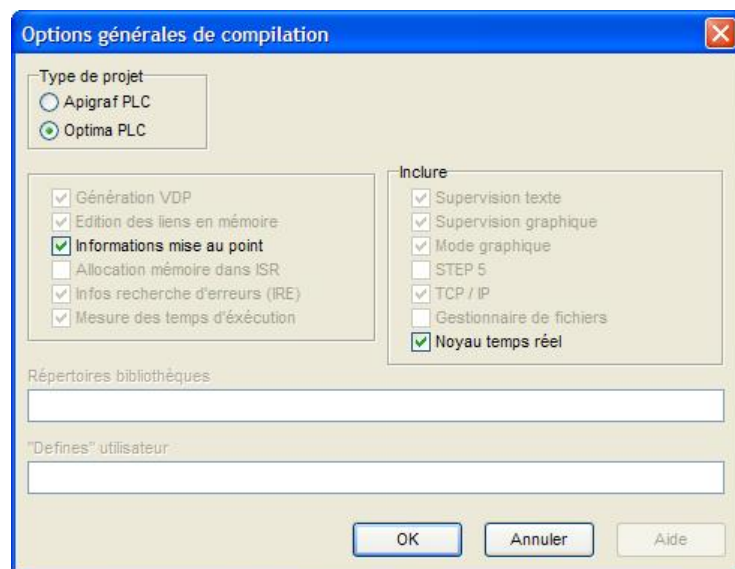 Options générales de compilation
Type de projet
Apigraf PLC
Optima PLC
Génération VDP
Edition des liens en mémoire
Informations mise au point
Allocation mémoire dans ISR
Infos recherche d'erreurs (IRE)
Mesure des temps d'éxécution
Inclure
Supervision texte
Supervision graphique
Mode graphique
STEP 5
TCP / IP
Gestionnaire de fichiers
Noyau temps réel
Répertoires bibliothèques
"Defines" utilisateur
OK
Annuler
Aide